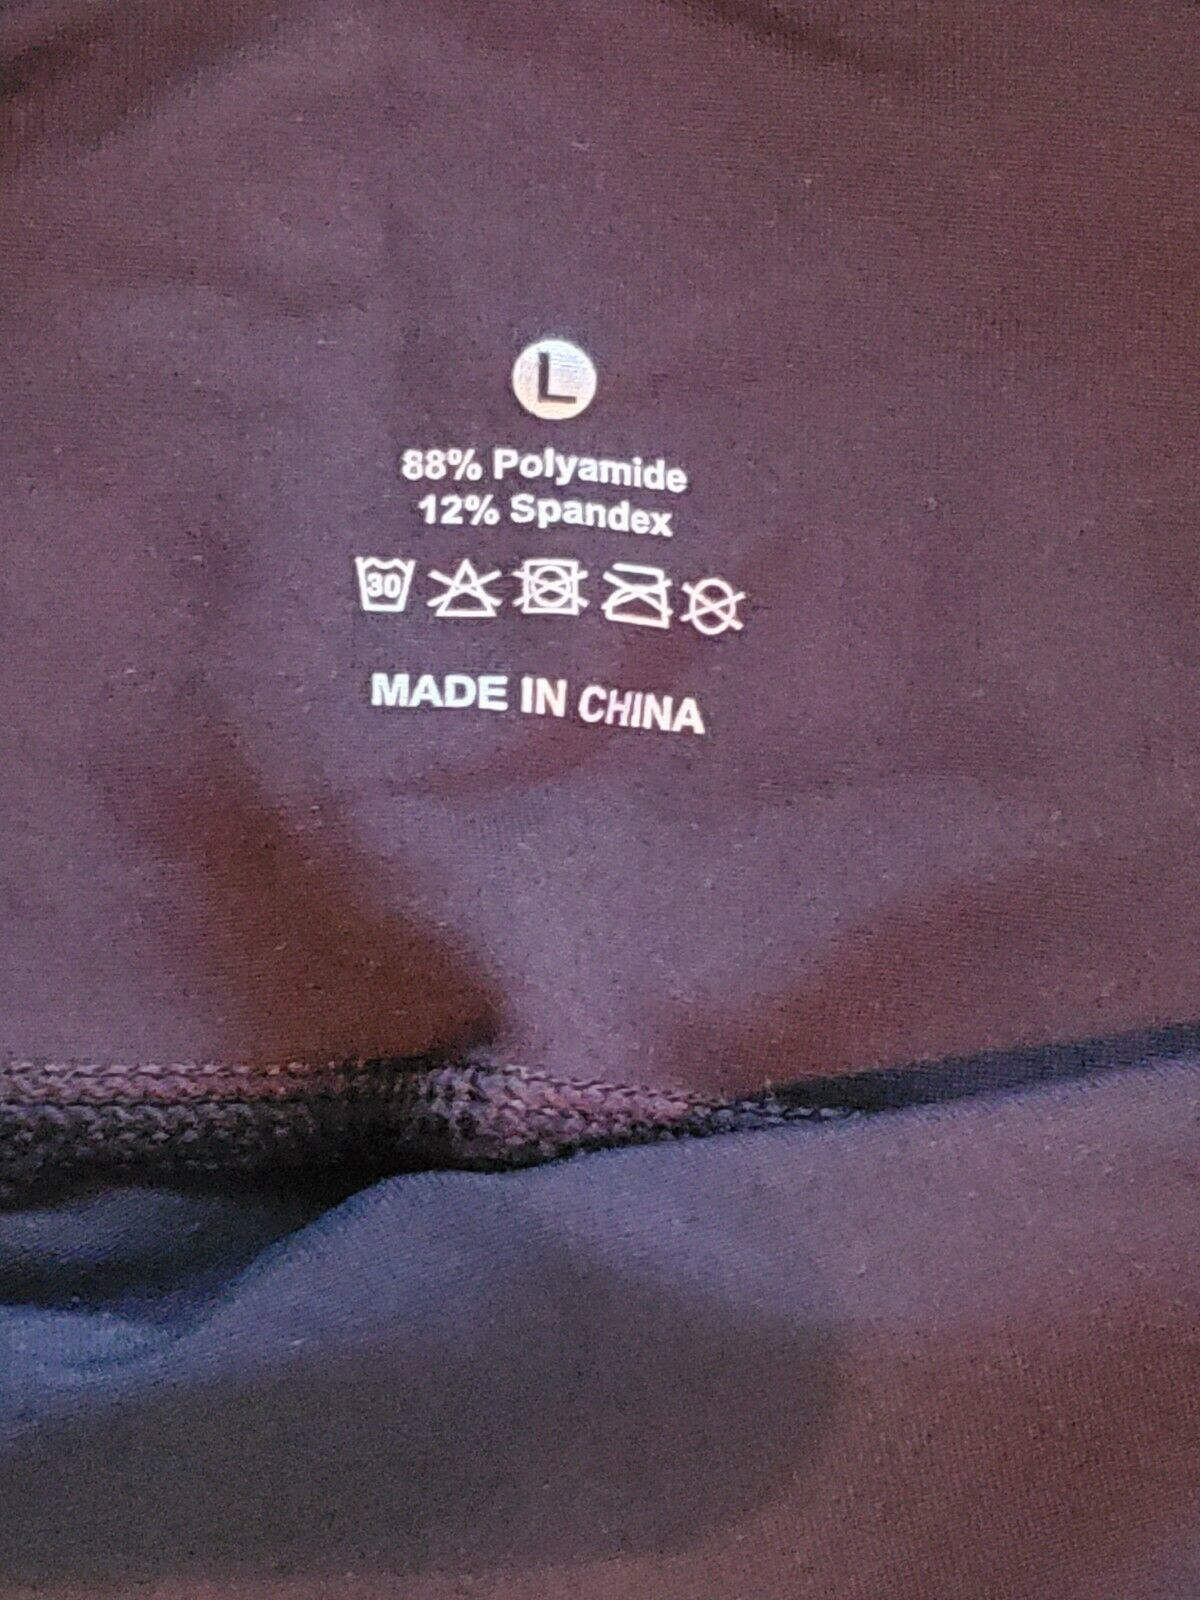 L
88% Polyamide
12% Spandex
30
MADE IN CHINA